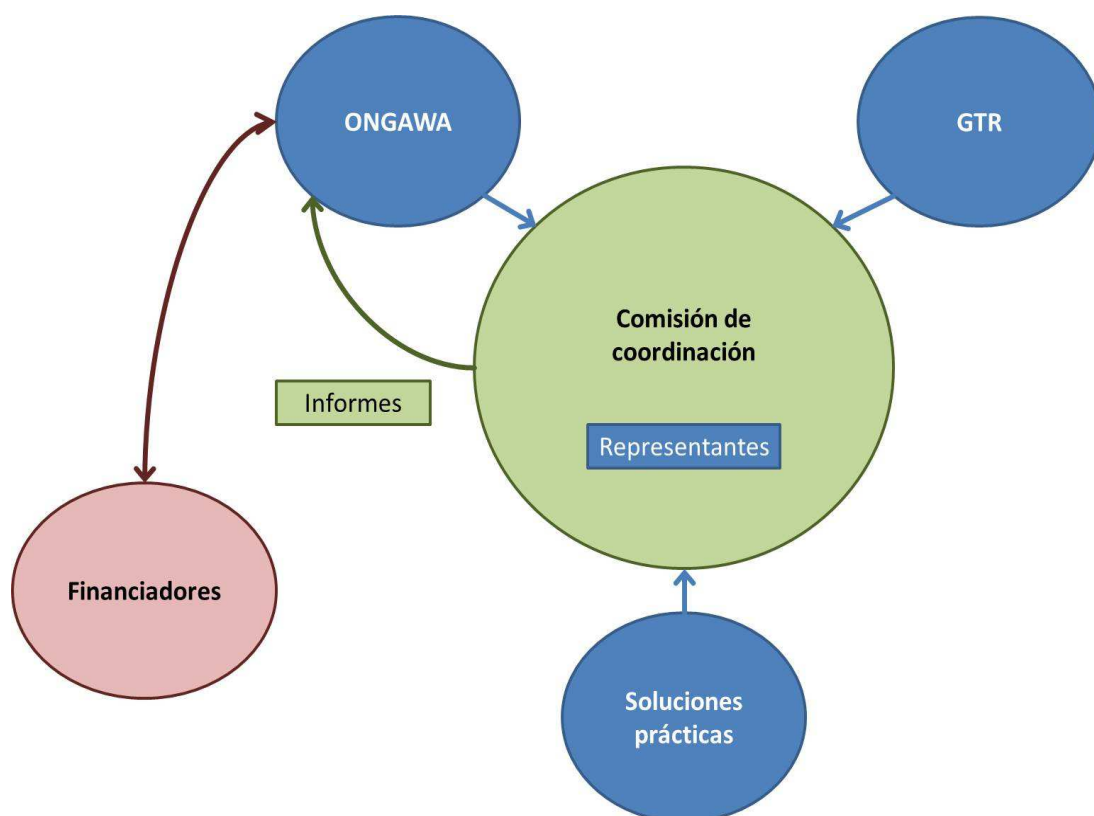 ONGAWA
GTR
Comisión de
coordinación
Informes
Representantes
Financiadores
Soluciones
prácticas